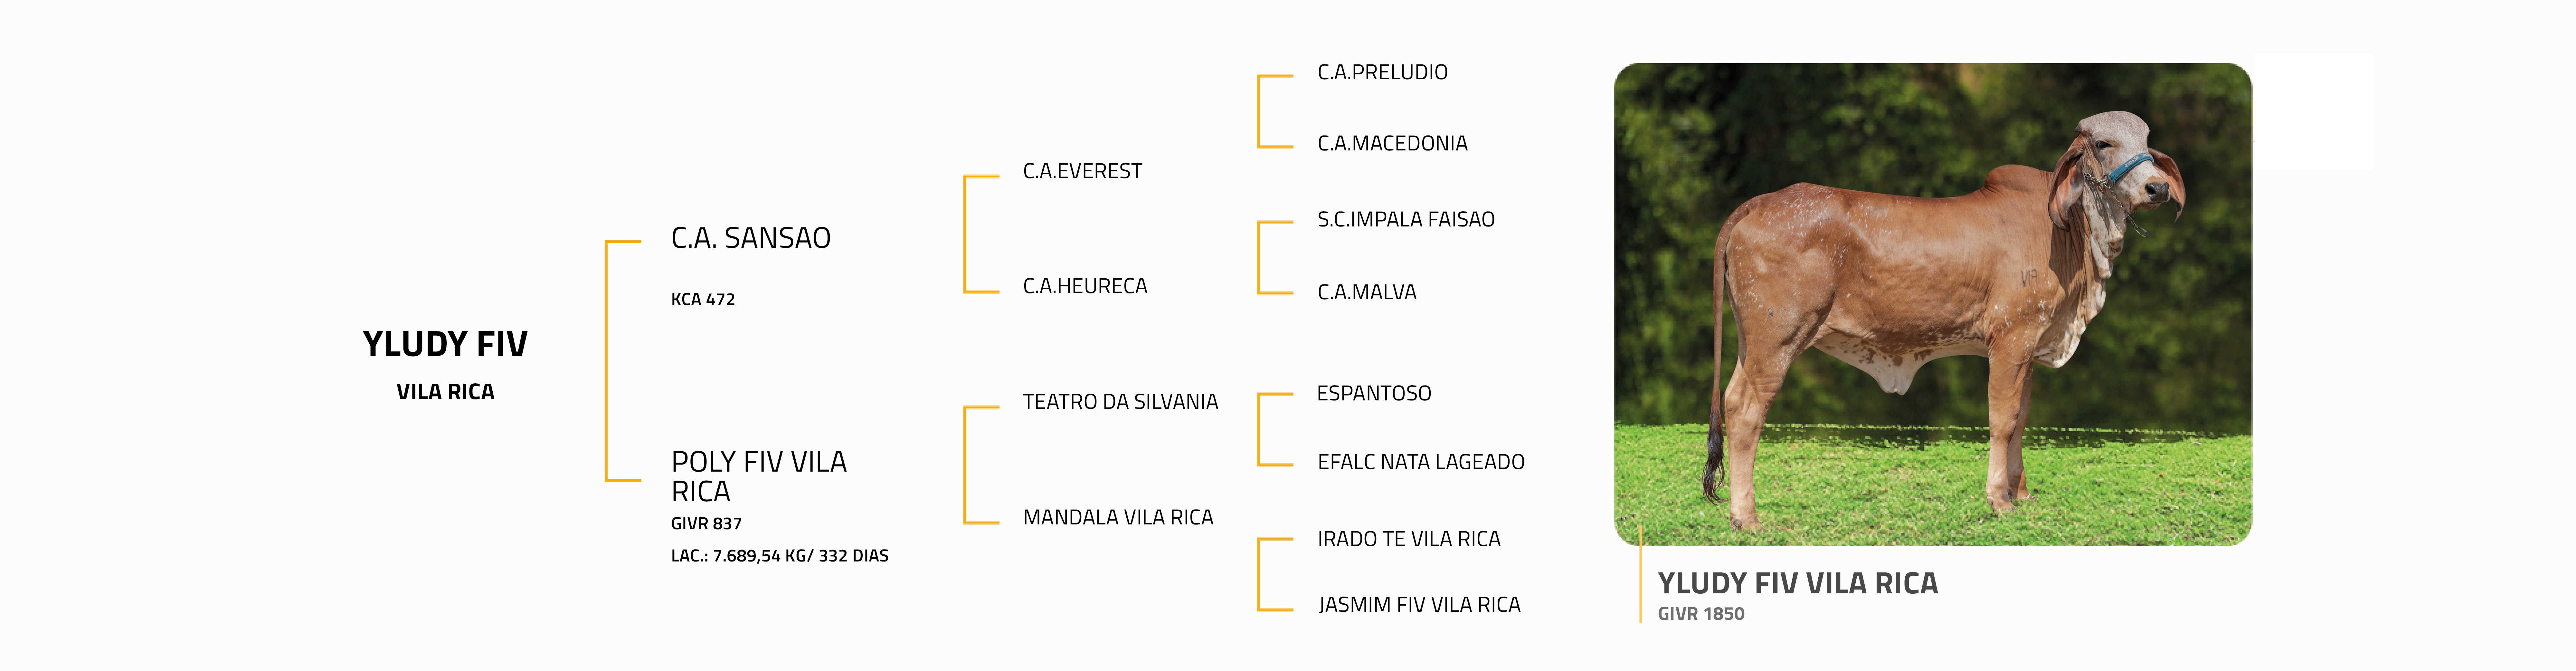 YLUDY FIV
VILA RICA
C.A. SANSAO
KCA 472
POLY FIV VILA
RICA
GIVR 837
LAC.: 7.689,54 KG/ 332 DIAS
C.A.EVEREST
C.A.HEURECA
TEATRO DA SILVANIA
MANDALA VILA RICA
C.A.PRELUDIO
C.A.MACEDONIA
S.C.IMPALA FAISAO
C.A.MALVA
ESPANTOSO
EFALC NATA LAGEADO
IRADO TE VILA RICA
JASMIM FIV VILA RICA
YLUDY FIV VILA RICA
GIVR 1850